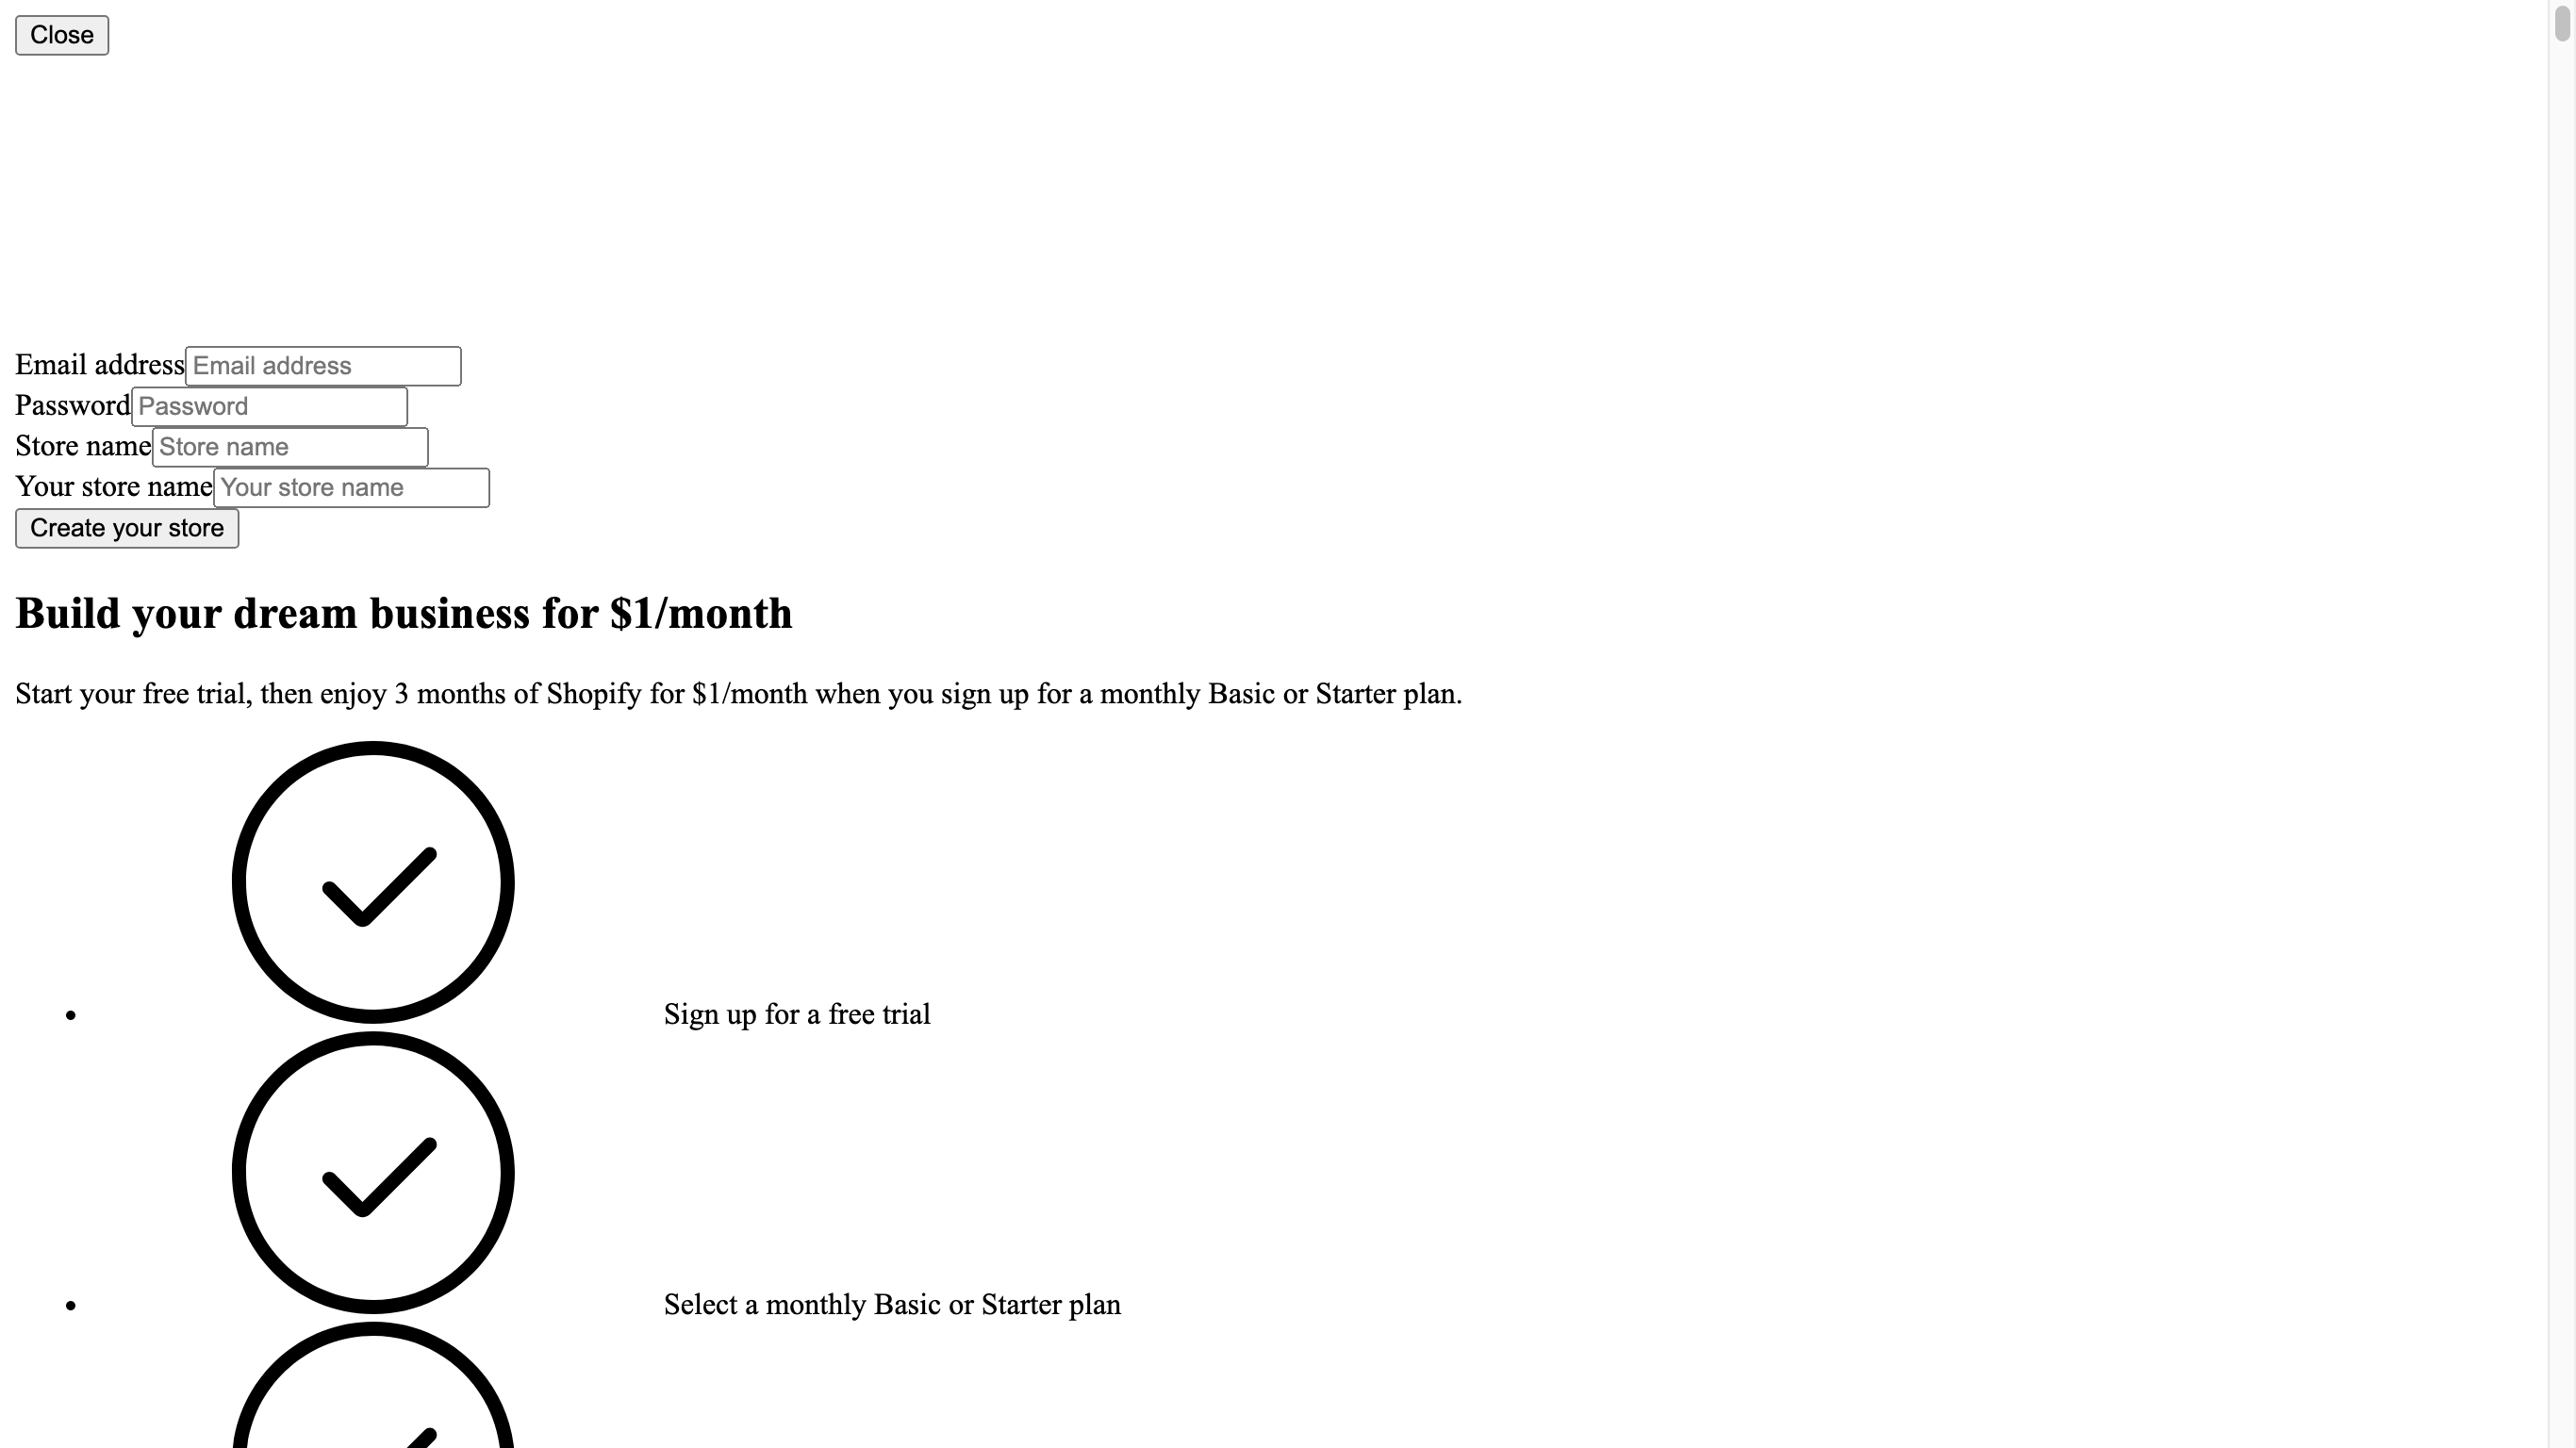 Close
Email address Email address
Password Password
Store name Store name
Your store name Your store name
Create your store
Build your dream business for $1/month
Start your free trial, then enjoy 3 months of Shopify for $1/month when you sign up for a monthly Basic or Starter plan.
Sign up for a free trial
Select a monthly Basic or Starter plan